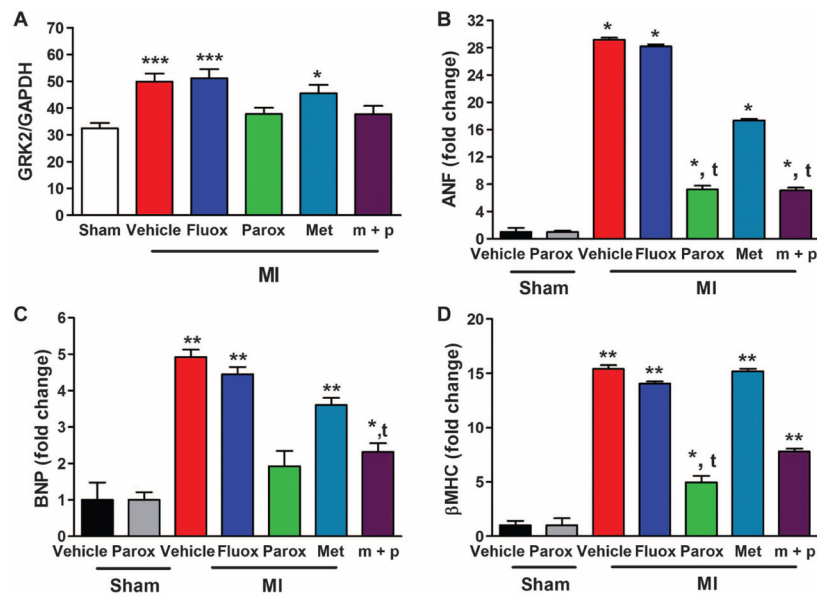 A
GRK2/GAPDH
70
60
50
40
30
20
10
0
*** *** *
Sham Vehicle Fluox Parox Met m + p
MI
B
ANF (fold change)
32
28
24
20
16
12
8
4
0
* * *, t * *, t
Vehicle Parox Vehicle Fluox Parox Met m + p
Sham MI
C
BNP (fold change)
6
5
4
3
2
1
0
** ** ** *,t
Vehicle Parox Vehicle Fluox Parox Met m + p
Sham MI
D
βMHC (fold change)
20
15
10
5
0
** ** *, t ** **
Vehicle Parox Vehicle Fluox Parox Met m + p
Sham MI